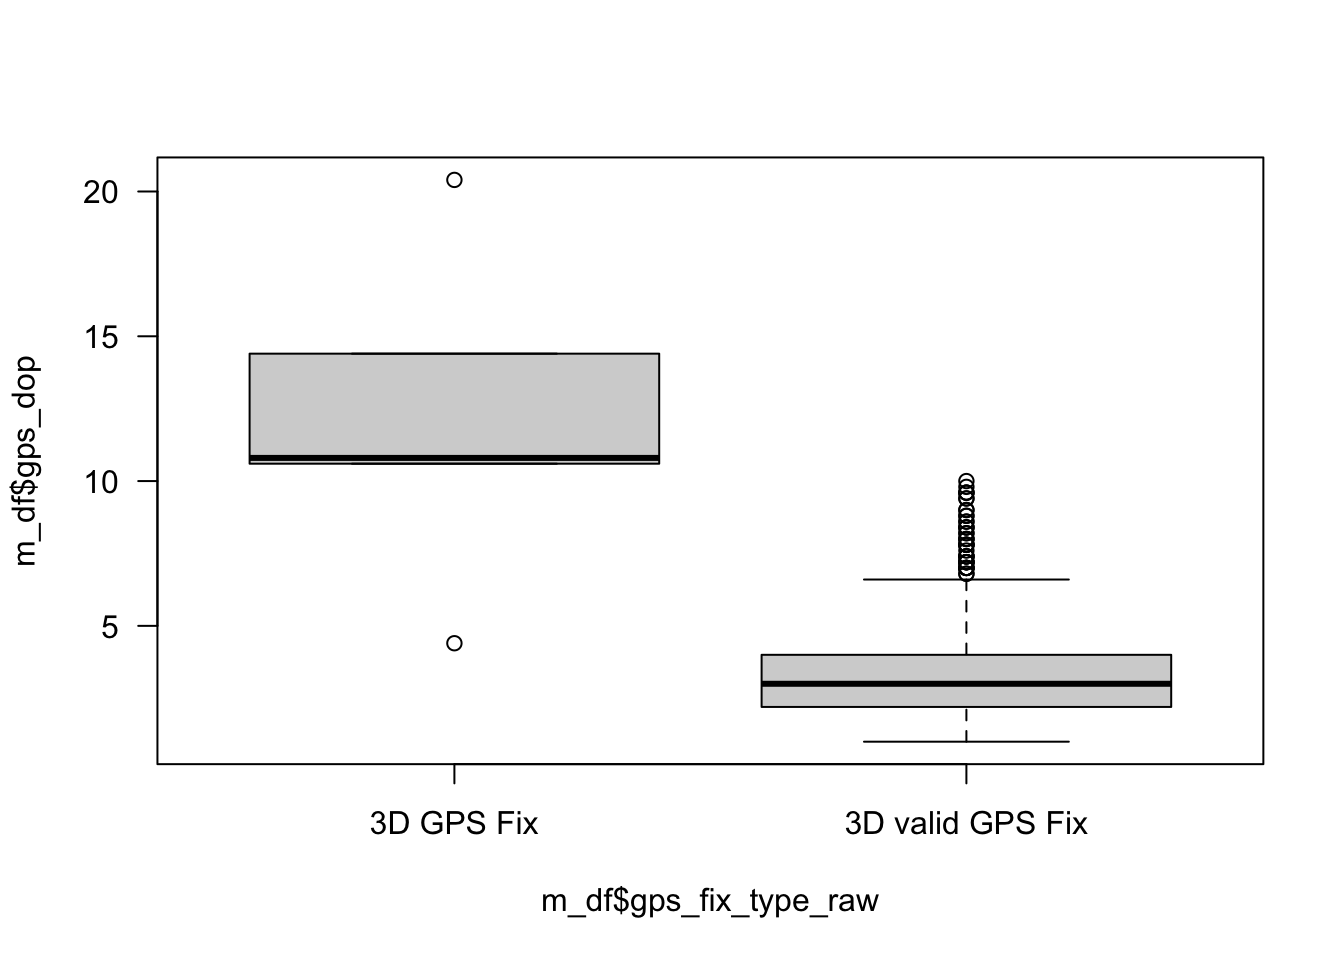 20
15
10
5
m_df$gps_dop
3D GPS Fix
3D valid GPS Fix
m_df$gps_fix_type_raw